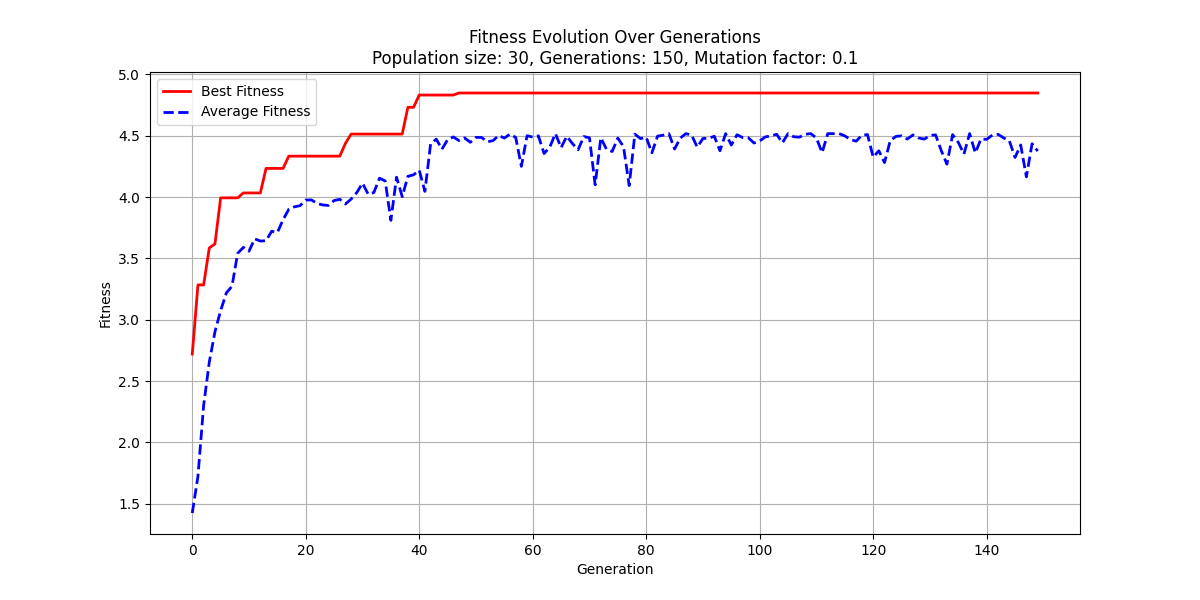 Fitness Evolution Over Generations
Population size: 30, Generations: 150, Mutation factor: 0.1
Best Fitness
Average Fitness
Fitness
5.0
4.5
4.0
3.5
3.0
2.5
2.0
1.5
0 20 40 60 80 100 120 140
Generation